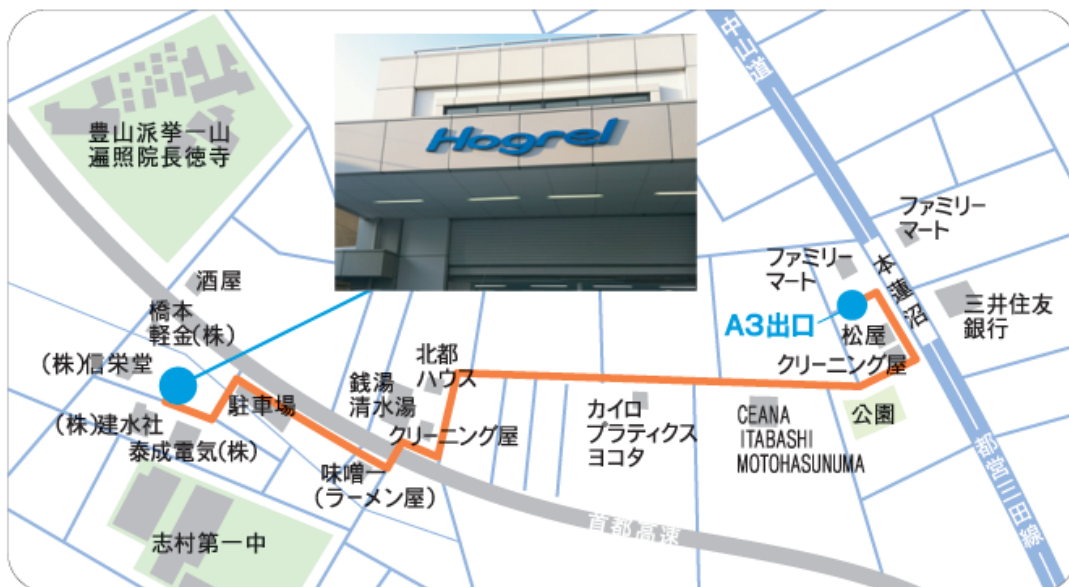 中山道
豊山派挙一山
遍照院長徳寺
Hogrel
ファミリー
マート
ファミリー
マート
本蓮沼
酒屋
橋本
軽金(株)
A3出口
松屋
三井住友
銀行
(株)信栄堂
北都
ハウス
クリーニング屋
銭湯
清水湯
駐車場
(株)建水社
泰成電気(株)
クリーニング屋
カイロ
プラティクス
ヨコタ
CEANA
ITABASHI
MOTOHASUNUMA
公園
味噌一
(ラーメン屋)
首都高速
都営三田線
志村第一中